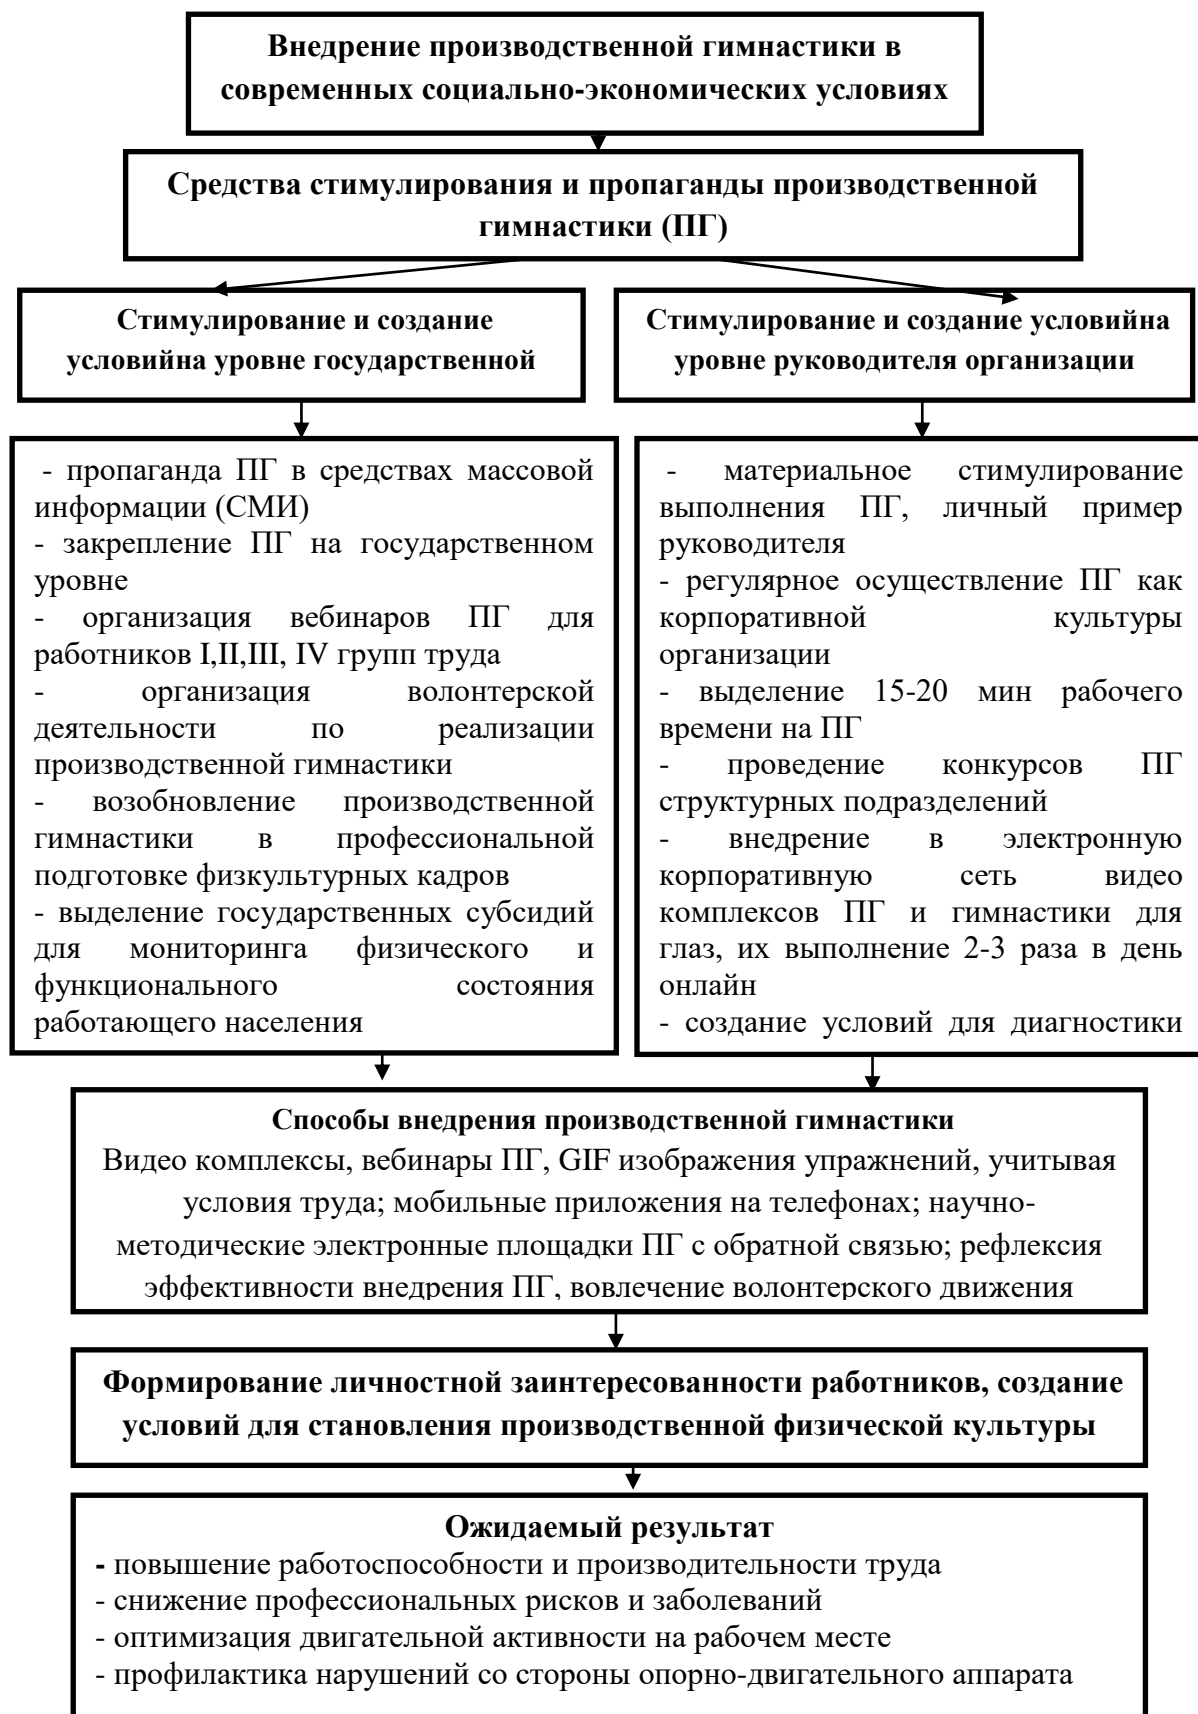 Внедрение производственной гимнастики в
современных социально-экономических условиях
Средства стимулирования и пропаганды производственной
гимнастики (ПГ)
Стимулирование и создание
условийна уровне государственной
Стимулирование и создание условийна
уровне руководителя организации
- пропаганда ПГ в средствах массовой
информации (СМИ)
- закрепление ПГ на государственном
уровне
- организация вебинаров ПГ для
работников I,II,III, IV групп труда
- организация волонтерской
деятельности по реализации
производственной гимнастики
- возобновление производственной
гимнастики в профессиональной
подготовке физкультурных кадров
- выделение государственных субсидий
для мониторинга физического и
функционального состояния
работающего населения
- материальное стимулирование
выполнения ПГ, личный пример
руководителя
- регулярное осуществление ПГ как
корпоративной культуры
организации
- выделение 15-20 мин рабочего
времени на ПГ
- проведение конкурсов ПГ
структурных подразделений
- внедрение в электронную
корпоративную сеть видео
комплексов ПГ и гимнастики для
глаз, их выполнение 2-3 раза в день
онлайн
- создание условий для диагностики
Способы внедрения производственной гимнастики
Видео комплексы, вебинары ПГ, GIF изображения упражнений, учитывая
условия труда; мобильные приложения на телефонах; научно-
методические электронные площадки ПГ с обратной связью; рефлексия
эффективности внедрения ПГ, вовлечение волонтерского движения
Формирование личностной заинтересованности работников, создание
условий для становления производственной физической культуры
Ожидаемый результат
- повышение работоспособности и производительности труда
- снижение профессиональных рисков и заболеваний
- оптимизация двигательной активности на рабочем месте
- профилактика нарушений со стороны опорно-двигательного аппарата